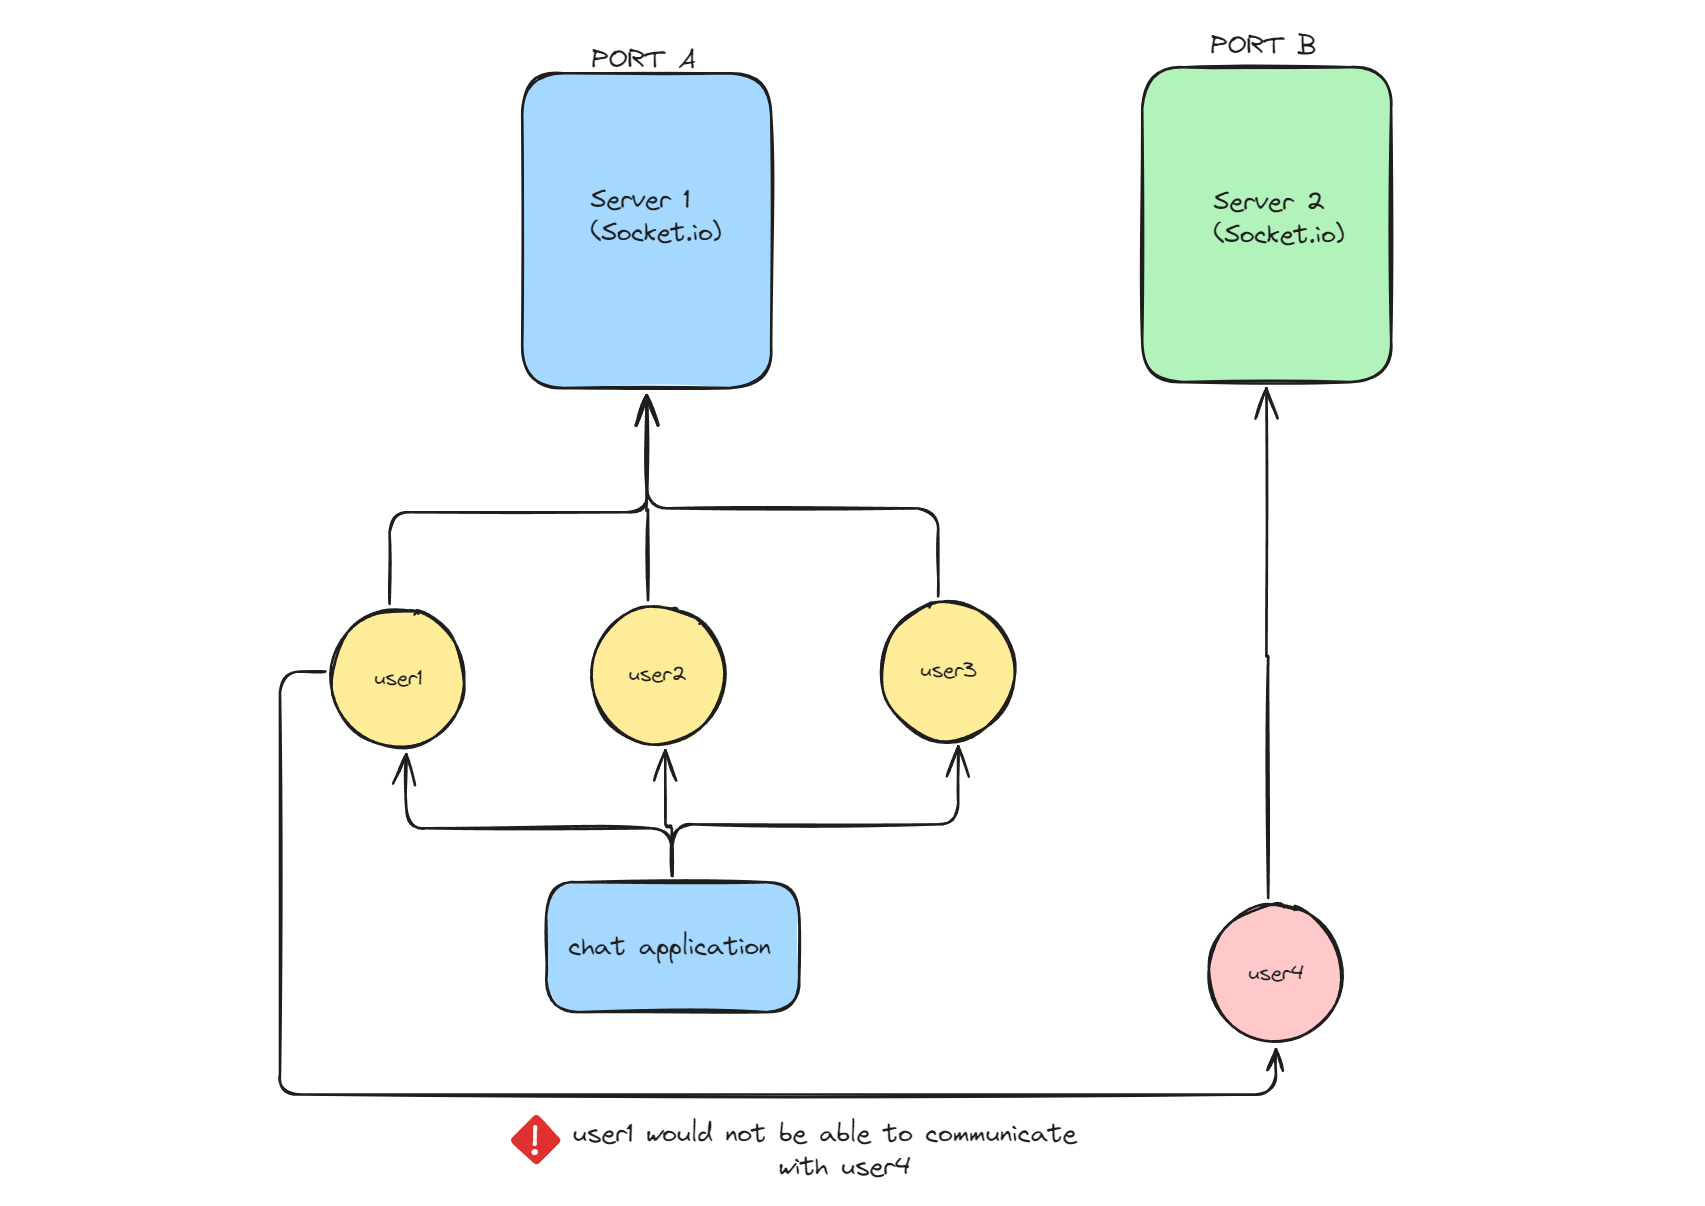 PORT A
PORT B
Server 1
(Socket.io)
Server 2
(Socket.io)
user1
user2
user3
chat application
user4
! user1 would not be able to communicate
with user4